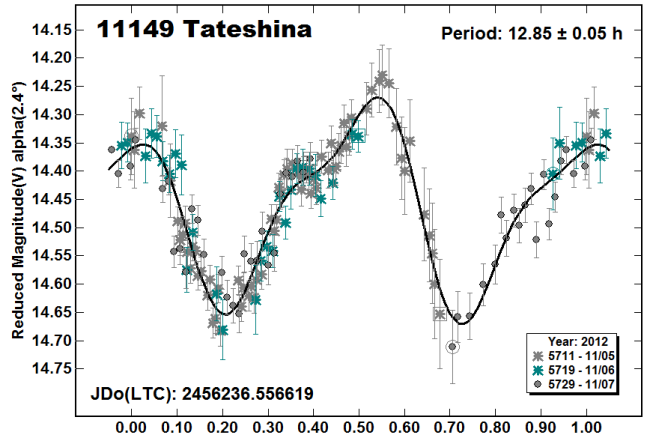 11149 Tateshina
Period: 12.85 ± 0.05 h
Reduced Magnitude(V) alpha(2.4°)
14.15
14.20
14.25
14.30
14.35
14.40
14.45
14.50
14.55
14.60
14.65
14.70
14.75
Year: 2012
5711 - 11/05
5719 - 11/06
5729 - 11/07
JDo(LTC): 2456236.556619
0.00 0.10 0.20 0.30 0.40 0.50 0.60 0.70 0.80 0.90 1.00